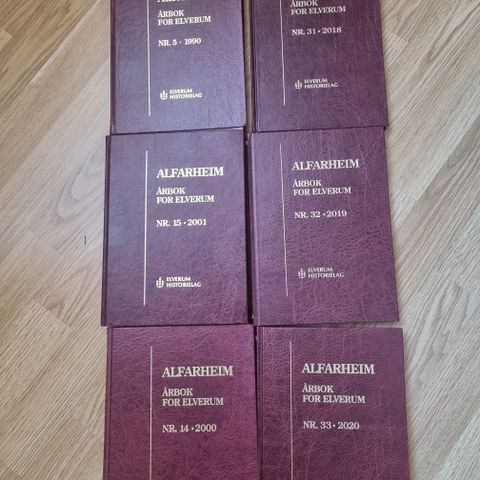 ÅRBOK
FOR ELVERUM
NR. 5 · 1990
ELVERUM
HISTORIELAG
ÅRBOK
FOR ELVERUM
NR. 31 · 2018
ELVERUM
HISTORIELAG
ALFARHEIM
ÅRBOK
FOR ELVERUM
NR. 15 · 2001
ELVERUM
HISTORIELAG
ALFARHEIM
ÅRBOK
FOR ELVERUM
NR. 32 · 2019
ELVERUM
HISTORIELAG
ALFARHEIM
ÅRBOK
FOR ELVERUM
NR. 14 · 2000
ALFARHEIM
ÅRBOK
FOR ELVERUM
NR. 33 · 2020